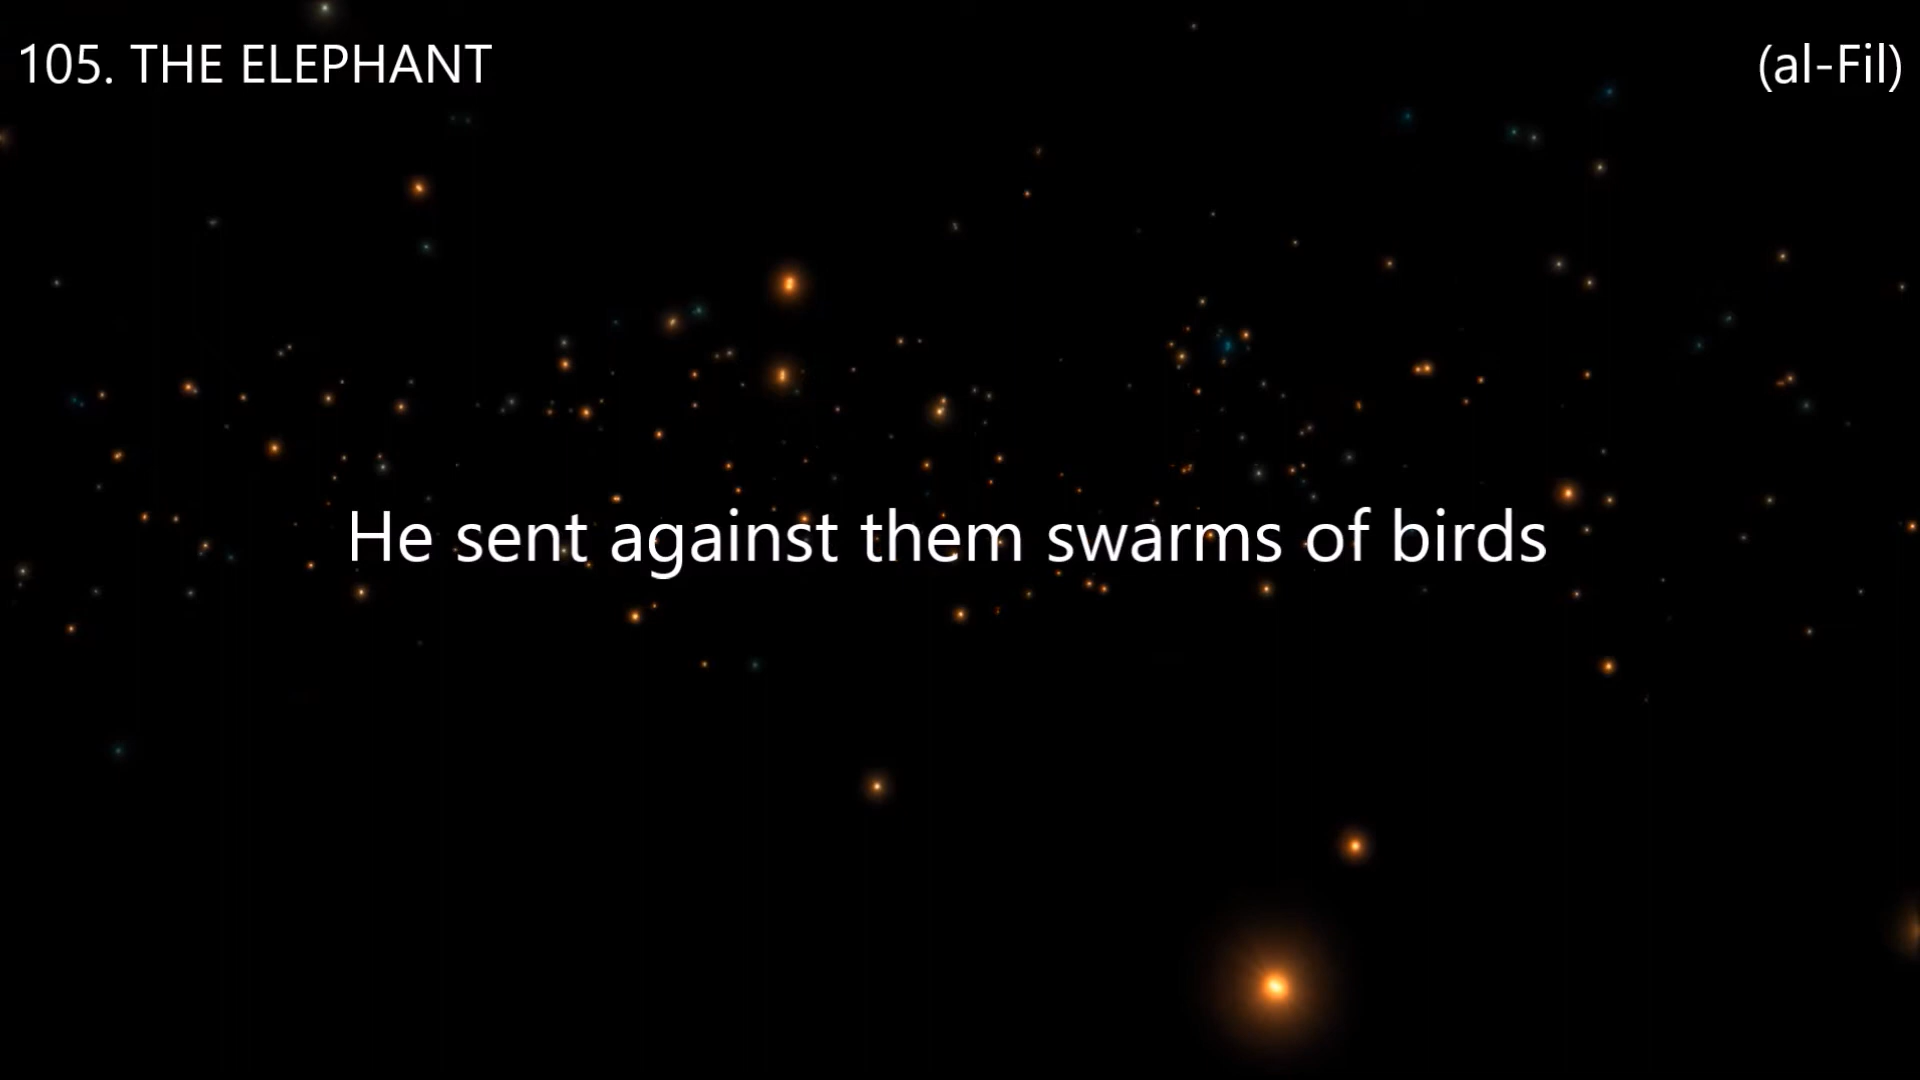 105. THE ELEPHANT
(al-Fil)
He sent against them swarms of birds